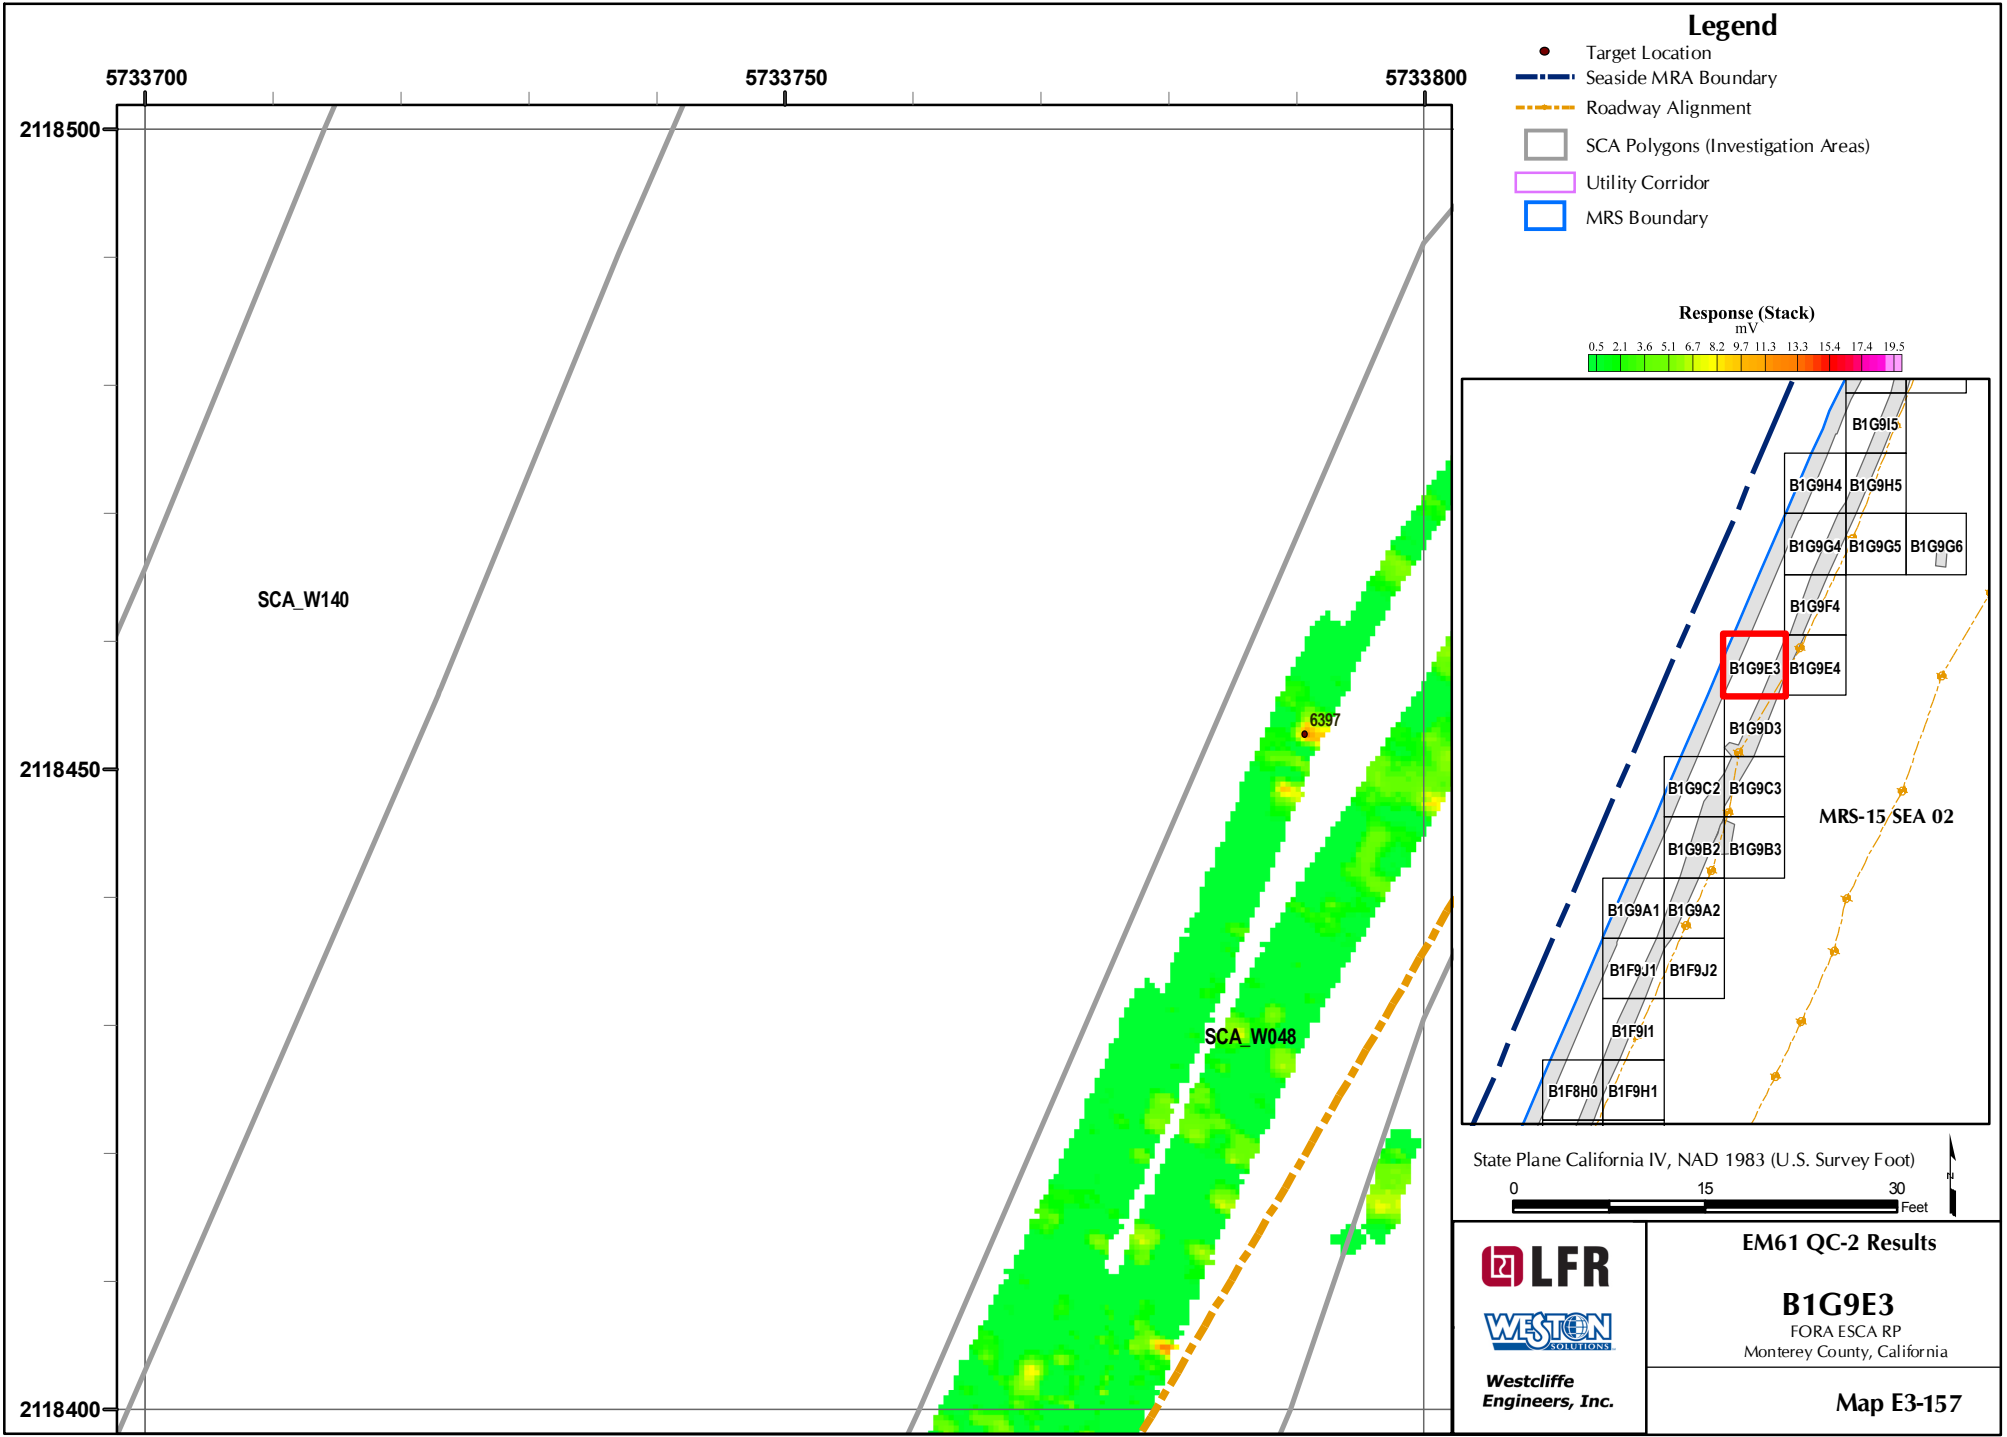 Legend
Target Location
Seaside MRA Boundary
Roadway Alignment
SCA Polygons (Investigation Areas)
Utility Corridor
MRS Boundary
5733700
5733750
5733800
2118500
2118450
2118400
SCA_W140
6397
SCA_W048
Response (Stack)
mV
0.5 2.1 3.6 5.1 6.7 8.2 9.7 11.3 13.3 15.4 17.4 19.5
B1G9I5
B1G9H4 B1G9H5
B1G9G4 B1G9G5 B1G9G6
B1G9F4
B1G9E3 B1G9E4
B1G9D3
B1G9C2 B1G9C3
MRS-15 SEA 02
B1G9B2 B1G9B3
B1G9A1 B1G9A2
B1F9J1 B1F9J2
B1F9I1
B1F8H0 B1F9H1
State Plane California IV, NAD 1983 (U.S. Survey Foot)
0 15 30
Feet
N
LFR
WESTON
SOLUTIONS
Westcliffe
Engineers, Inc.
EM61 QC-2 Results
B1G9E3
FORA ESCA RP
Monterey County, California
Map E3-157